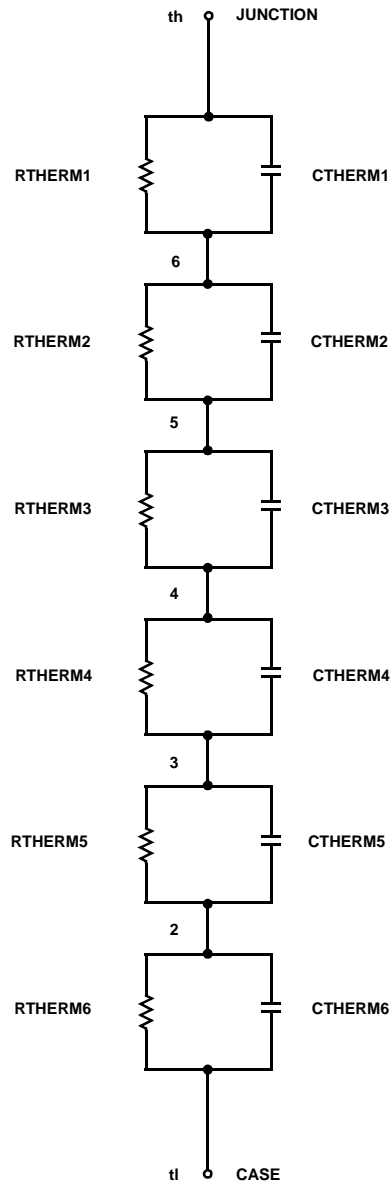 th JUNCTION
RTHERM1 CTHERM1
6
RTHERM2 CTHERM2
5
RTHERM3 CTHERM3
4
RTHERM4 CTHERM4
3
RTHERM5 CTHERM5
2
RTHERM6 CTHERM6
tl CASE